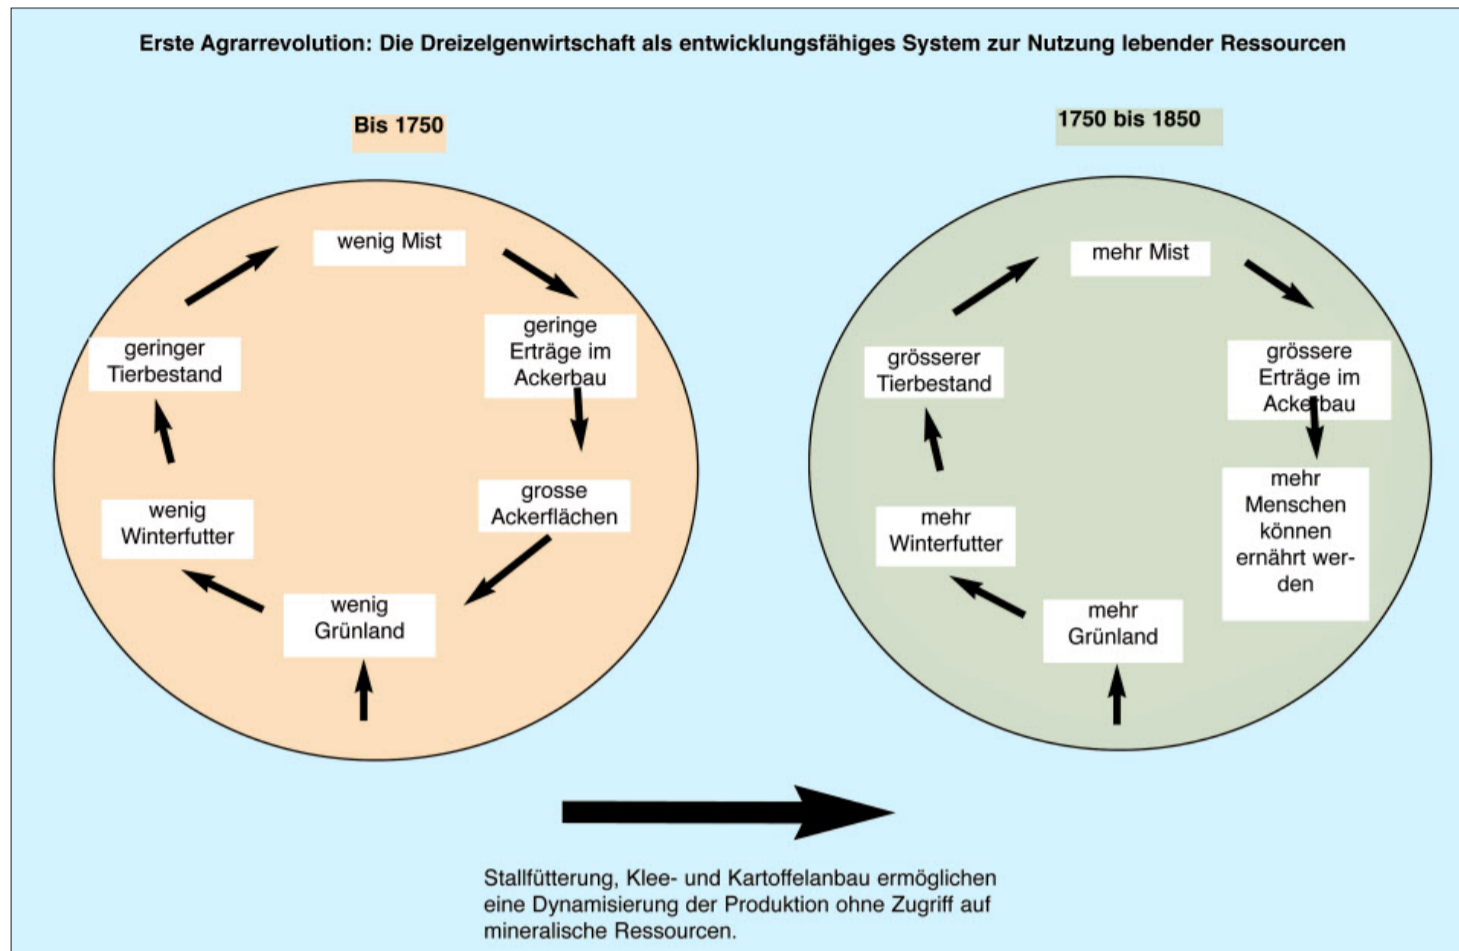 Erste Agrarrevolution: Die Dreizelgenwirtschaft als entwicklungsfähiges System zur Nutzung lebender Ressourcen
Bis 1750
wenig Mist
geringe
Erträge im
Ackerbau
grosse
Ackerflächen
wenig
Grünland
wenig
Winterfutter
geringer
Tierbestand
1750 bis 1850
mehr Mist
grössere
Erträge im
Ackerbau
mehr
Menschen
können
ernährt wer-
den
mehr
Grünland
mehr
Winterfutter
grösserer
Tierbestand
Stallfütterung, Klee- und Kartoffelanbau ermöglichen
eine Dynamisierung der Produktion ohne Zugriff auf
mineralische Ressourcen.